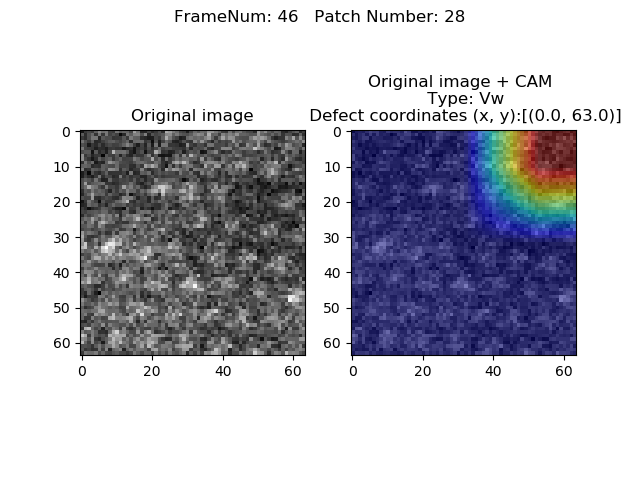 FrameNum: 46   Patch Number: 28
Original image
Original image + CAM
Type: Vw
Defect coordinates (x, y):[(0.0, 63.0)]
0
10
20
30
40
50
60
0 20 40 60
0
10
20
30
40
50
60
0 20 40 60